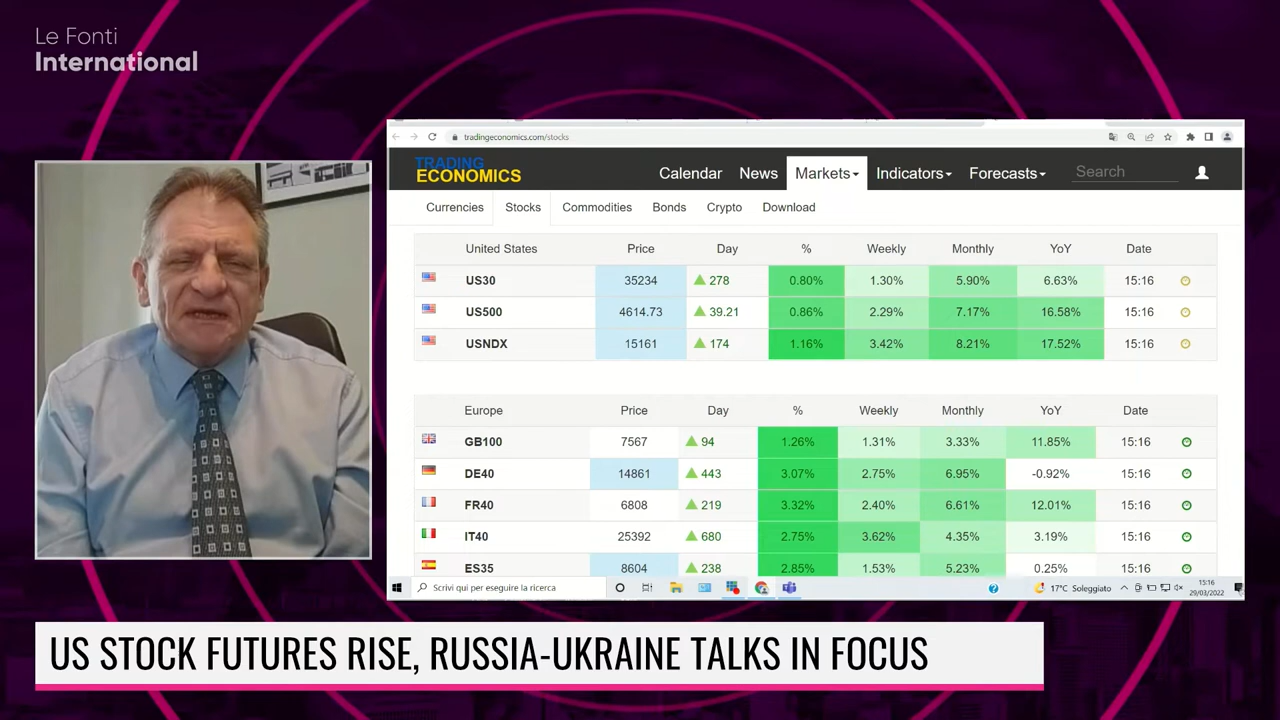 Le Fonti
International
tradingeconomics.com/stocks
TRADING
ECONOMICS
Calendar News Markets Indicators Forecasts Search
Currencies Stocks Commodities Bonds Crypto Download
United States Price Day % Weekly Monthly YoY Date
US30 35234 278 0.80% 1.30% 5.90% 6.63% 15:16
US500 4614.73 39.21 0.86% 2.29% 7.17% 16.58% 15:16
USNDX 15161 174 1.16% 3.42% 8.21% 17.52% 15:16
Europe Price Day % Weekly Monthly YoY Date
GB100 7567 94 1.26% 1.31% 3.33% 11.85% 15:16
DE40 14861 443 3.07% 2.75% 6.95% -0.92% 15:16
FR40 6808 219 3.32% 2.40% 6.61% 12.01% 15:16
IT40 25392 680 2.75% 3.62% 4.35% 3.19% 15:16
ES35 8604 238 2.85% 1.53% 5.23% 0.25% 15:16
Scrivi qui per eseguire la ricerca 17°C Soleggiato 15:16
29/03/2022
US STOCK FUTURES RISE, RUSSIA-UKRAINE TALKS IN FOCUS